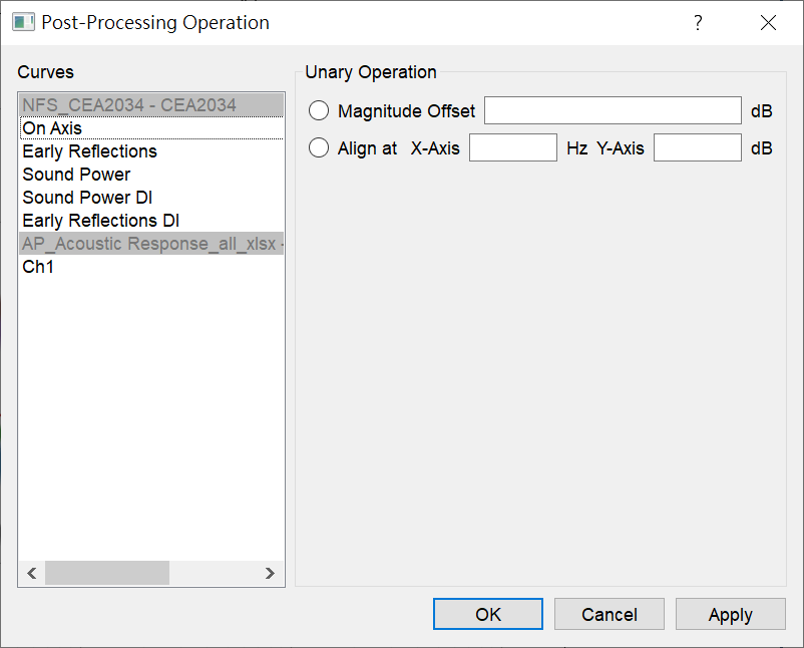 Post-Processing Operation
?
Curves
NFS_CEA2034 - CEA2034
On Axis
Early Reflections
Sound Power
Sound Power DI
Early Reflections DI
AP_Acoustic Response_all_xlsx -
Ch1
Unary Operation
Magnitude Offset dB
Align at X-Axis Hz Y-Axis dB
OK Cancel Apply